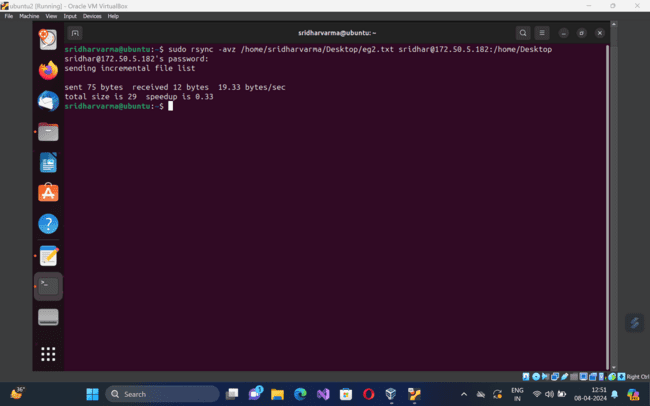 ubuntu2 [Running] - Oracle VM VirtualBox
File Machine View Input Devices Help
sridharvarma@ubuntu: ~
sridharvarma@ubuntu:~$ sudo rsync -avz /home/sridharvarma/Desktop/eg2.txt sridhar@172.50.5.182:/home/Desktop
sridhar@172.50.5.182's password:
sending incremental file list
sent 75 bytes received 12 bytes 19.33 bytes/sec
total size is 29 speedup is 0.33
sridharvarma@ubuntu:~$
Right Ctrl
36°
Search
ENG
IN
12:51
08-04-2024